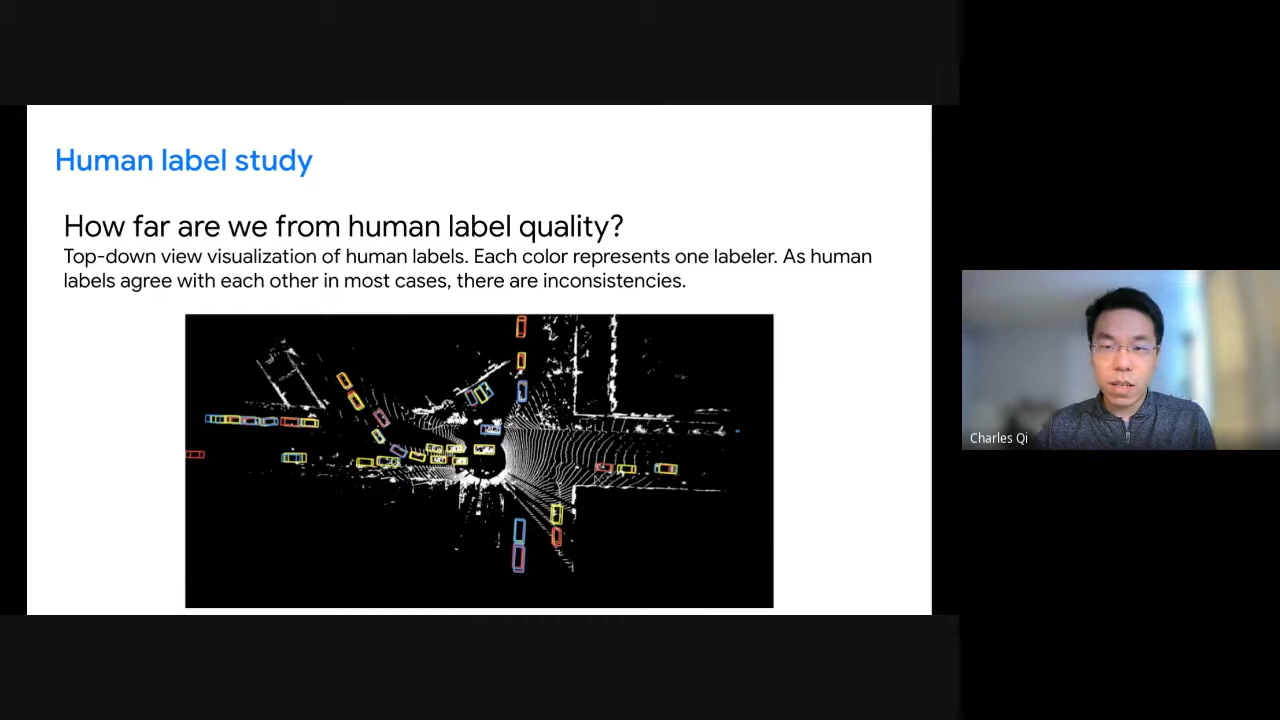 Human label study
How far are we from human label quality?
Top-down view visualization of human labels. Each color represents one labeler. As human
labels agree with each other in most cases, there are inconsistencies.
Charles Qi